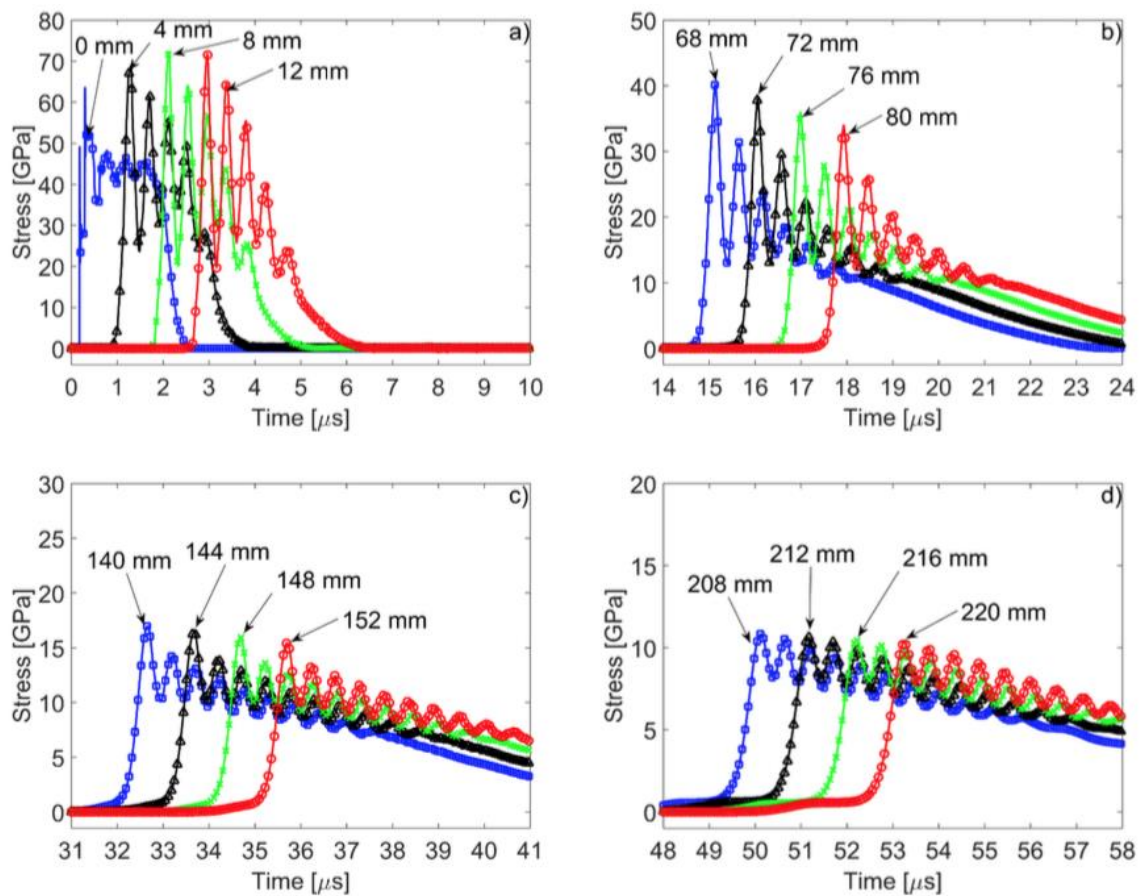 a)
80
70
60
50
40
30
20
10
0
Stress [GPa]
0 mm
4 mm
8 mm
12 mm
0 1 2 3 4 5 6 7 8 9 10
Time [μs]
b)
50
40
30
20
10
0
Stress [GPa]
68 mm
72 mm
76 mm
80 mm
14 15 16 17 18 19 20 21 22 23 24
Time [μs]
c)
30
25
20
15
10
5
0
Stress [GPa]
140 mm
144 mm
148 mm
152 mm
31 32 33 34 35 36 37 38 39 40 41
Time [μs]
d)
20
15
10
5
0
Stress [GPa]
208 mm
212 mm
216 mm
220 mm
48 49 50 51 52 53 54 55 56 57 58
Time [μs]